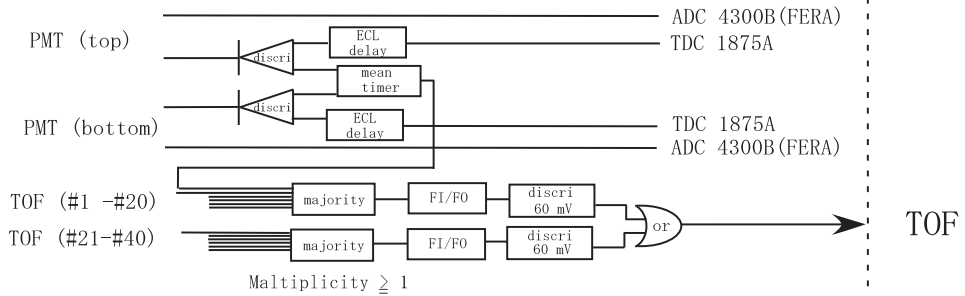 ADC 4300B(FERA)
PMT (top)
ECL
delay
TDC 1875A
discri
mean
timer
discri
PMT (bottom)
ECL
delay
TDC 1875A
ADC 4300B(FERA)
TOF (#1 -#20)
majority
FI/FO
discri
60 mV
or
TOF
TOF (#21-#40)
majority
FI/FO
discri
60 mV
Maltiplicity ≧ 1